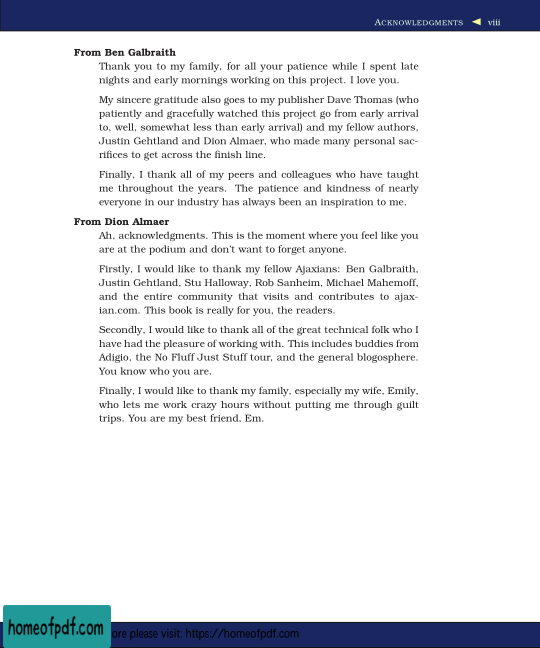 ACKNOWLEDGMENTS ◀ viii
From Ben Galbraith
Thank you to my family, for all your patience while I spent late
nights and early mornings working on this project. I love you.
My sincere gratitude also goes to my publisher Dave Thomas (who
patiently and gracefully watched this project go from early arrival
to, well, somewhat less than early arrival) and my fellow authors,
Justin Gehtland and Dion Almaer, who made many personal sac-
rifices to get across the finish line.
Finally, I thank all of my peers and colleagues who have taught
me throughout the years. The patience and kindness of nearly
everyone in our industry has always been an inspiration to me.
From Dion Almaer
Ah, acknowledgments. This is the moment where you feel like you
are at the podium and don't want to forget anyone.
Firstly, I would like to thank my fellow Ajaxians: Ben Galbraith,
Justin Gehtland, Stu Halloway, Rob Sanheim, Michael Mahemoff,
and the entire community that visits and contributes to ajax-
ian.com. This book is really for you, the readers.
Secondly, I would like to thank all of the great technical folk who I
have had the pleasure of working with. This includes buddies from
Adigio, the No Fluff Just Stuff tour, and the general blogosphere.
You know who you are.
Finally, I would like to thank my family, especially my wife, Emily,
who lets me work crazy hours without putting me through guilt
trips. You are my best friend, Em.
homeofpdf.com
ore please visit: https://homeofpdf.com